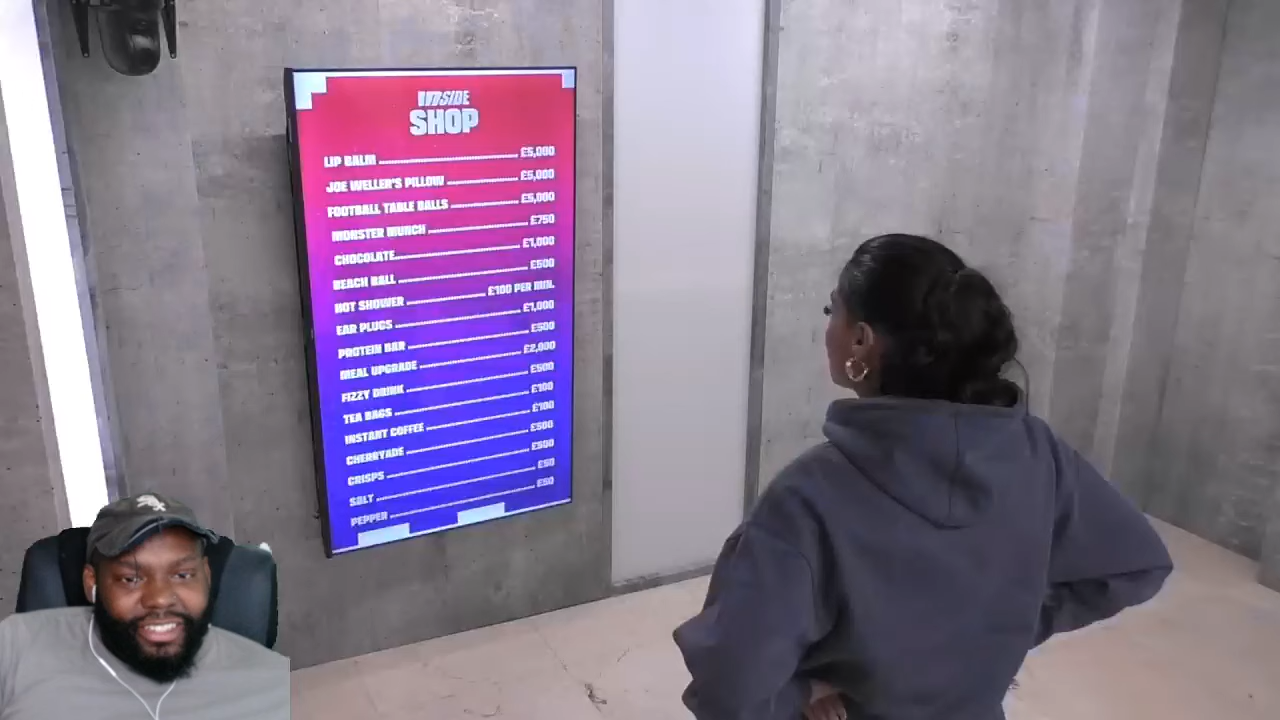 INSIDE
SHOP
LIP BALM £5,000
JOE WELLER'S PILLOW £5,000
FOOTBALL TABLE BALLS £5,000
MONSTER MUNCH £750
CHOCOLATE £1,000
BEACH BALL £500
HOT SHOWER £100 PER MIN.
EAR PLUGS £1,000
PROTEIN BAR £500
MEAL UPGRADE £2,000
FIZZY DRINK £500
TEA BAGS £100
INSTANT COFFEE £100
CHERRYADE £500
CRISPS £500
SALT £50
PEPPER £50